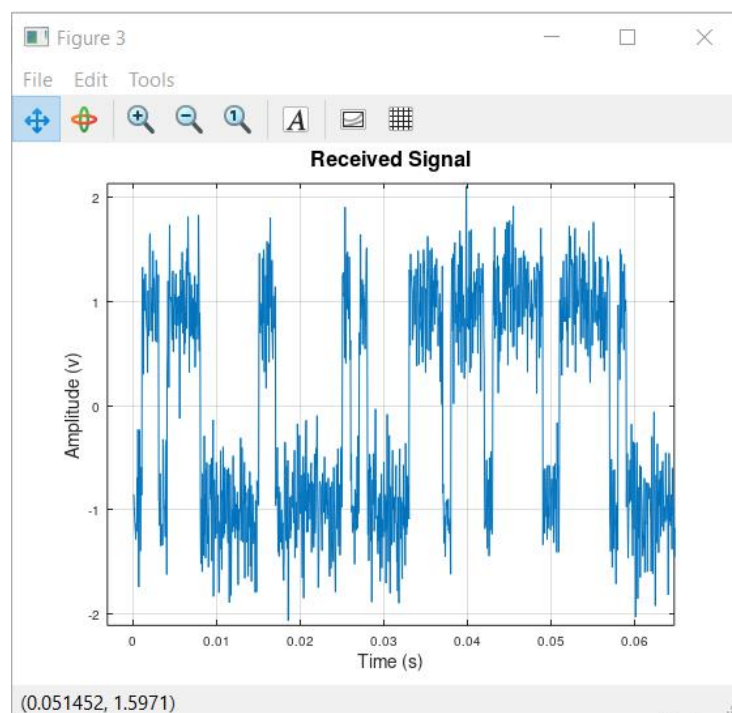 Figure 3
File Edit Tools
A
Received Signal
Amplitude (v)
2
1
0
-1
-2
0 0.01 0.02 0.03 0.04 0.05 0.06
Time (s)
(0.051452, 1.5971)